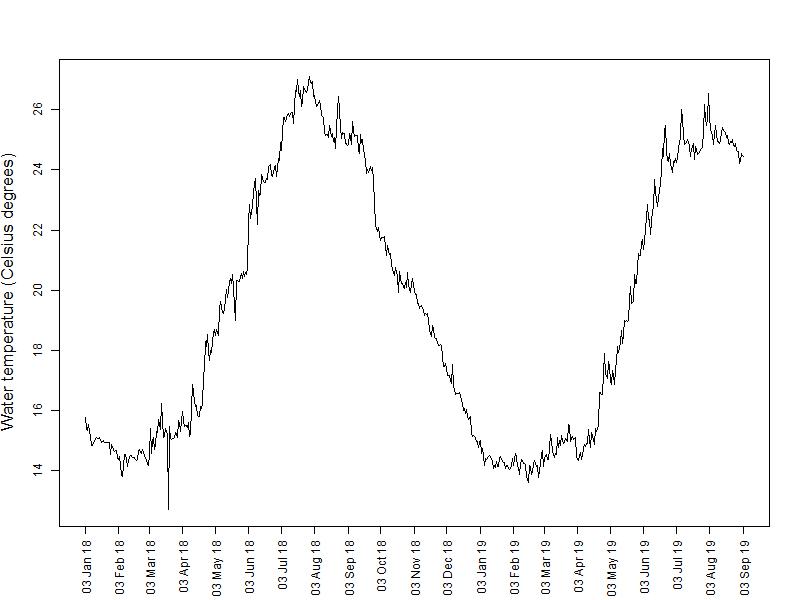 Water temperature (Celsius degrees)
26
24
22
20
18
16
14
03 Jan 18
03 Feb 18
03 Mar 18
03 Apr 18
03 May 18
03 Jun 18
03 Jul 18
03 Aug 18
03 Sep 18
03 Oct 18
03 Nov 18
03 Dec 18
03 Jan 19
03 Feb 19
03 Mar 19
03 Apr 19
03 May 19
03 Jun 19
03 Jul 19
03 Aug 19
03 Sep 19